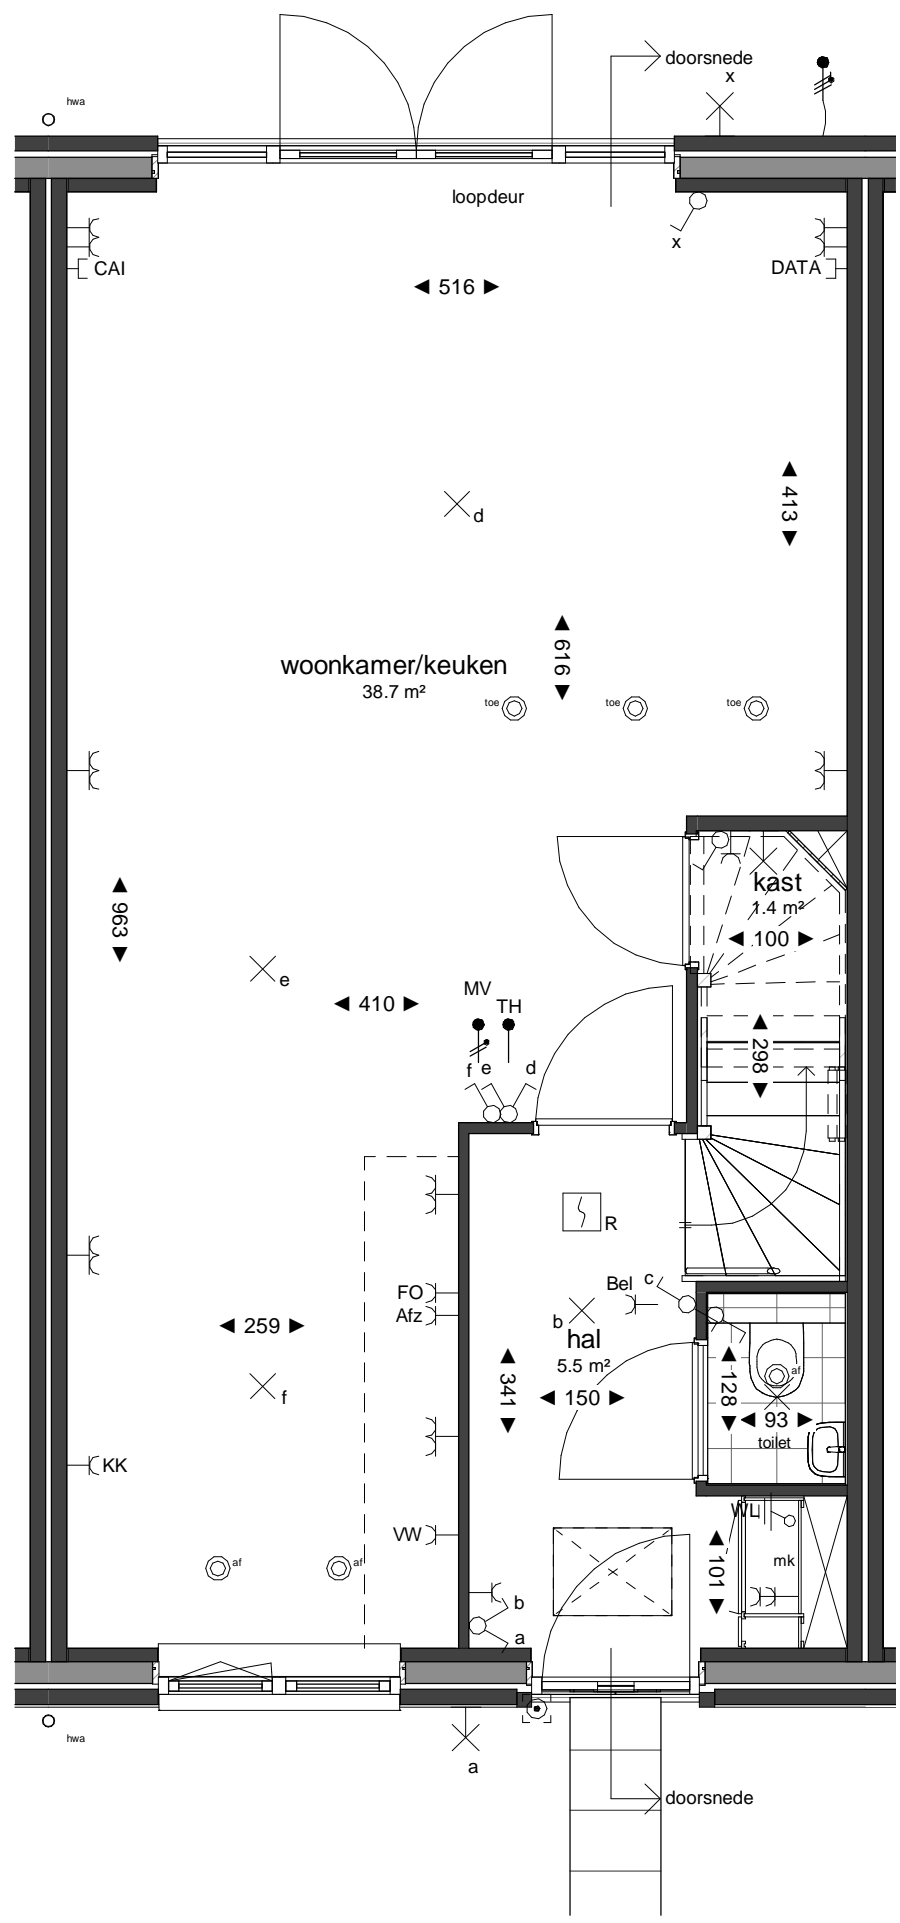 doorsnede
x
hwa
loopdeur
x
CAI
DATA
516
413
d
616
woonkamer/keuken
38.7 m²
toe
toe
toe
kast
1.4 m²
100
963
e
410
MV
TH
298
f e
d
R
FO
Afz
Bel
c
b
hal
5.5 m²
259
341
150
128
af
93
toilet
f
KK
VW
WL
mk
101
af
af
b
a
hwa
a
doorsnede